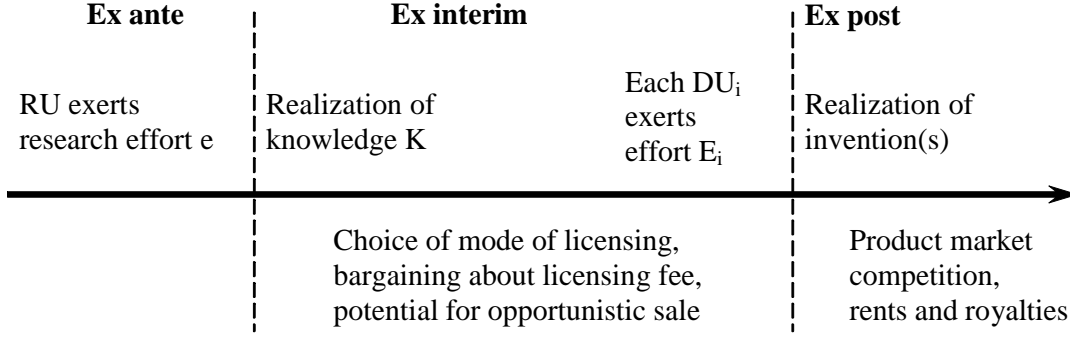 Ex ante
Ex interim
Ex post
RU exerts
research effort e
Realization of
knowledge K
Each DUi
exerts
effort Ei
Realization of
invention(s)
Choice of mode of licensing,
bargaining about licensing fee,
potential for opportunistic sale
Product market
competition,
rents and royalties